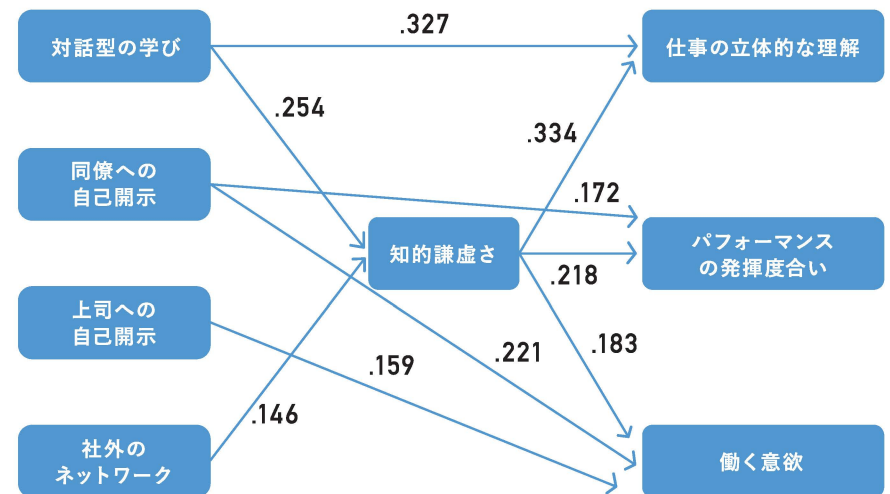 対話型の学び
.327
仕事の立体的な理解
.254
.334
同僚への
自己開示
.172
知的謙虚さ
パフォーマンス
の発揮度合い
.218
上司への
自己開示
.183
.221
.159
.146
社外の
ネットワーク
働く意欲